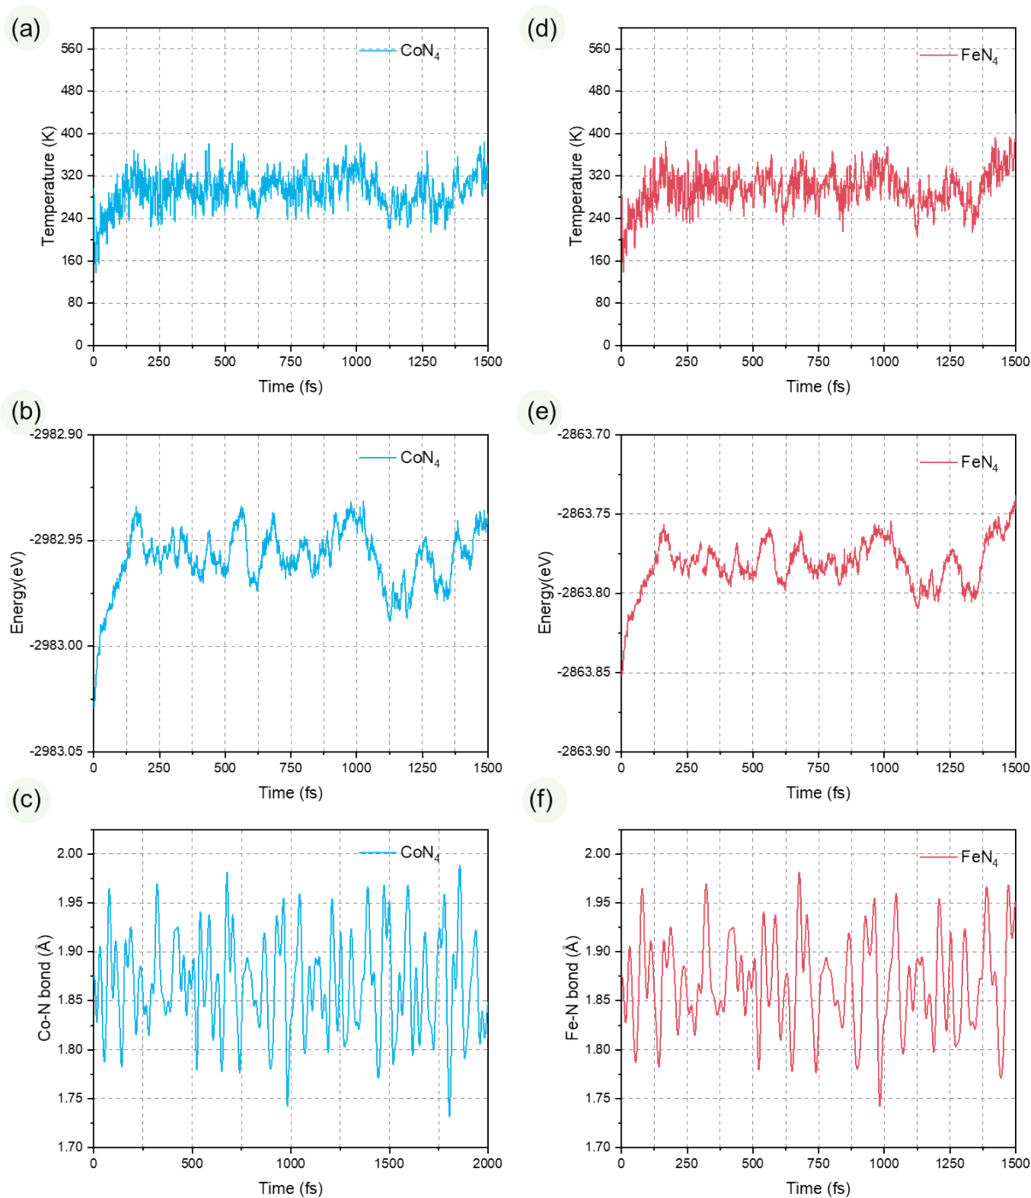 (a)
CoN₄
560
480
400
320
240
160
80
0
Temperature (K)
0 250 500 750 1000 1250 1500
Time (fs)
(d)
FeN₄
560
480
400
320
240
160
80
0
Temperature (K)
0 250 500 750 1000 1250 1500
Time (fs)
(b)
CoN₄
-2982.90
-2982.95
-2983.00
-2983.05
Energy(eV)
0 250 500 750 1000 1250 1500
Time (fs)
(e)
FeN₄
-2863.70
-2863.75
-2863.80
-2863.85
-2863.90
Energy(eV)
0 250 500 750 1000 1250 1500
Time (fs)
(c)
CoN₄
2.00
1.95
1.90
1.85
1.80
1.75
1.70
Co-N bond (Å)
0 500 1000 1500 2000
Time (fs)
(f)
FeN₄
2.00
1.95
1.90
1.85
1.80
1.75
1.70
Fe-N bond (Å)
0 250 500 750 1000 1250 1500
Time (fs)